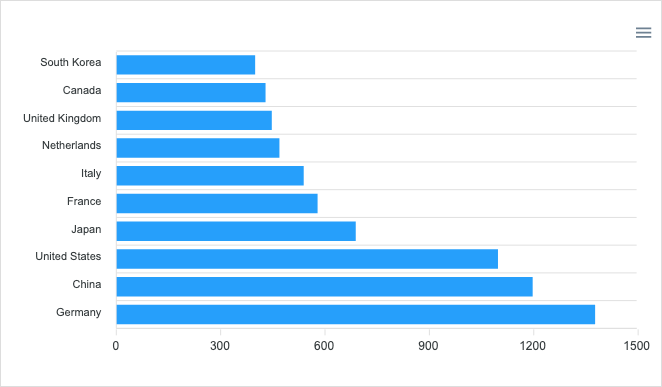 South Korea
Canada
United Kingdom
Netherlands
Italy
France
Japan
United States
China
Germany
0 300 600 900 1200 1500